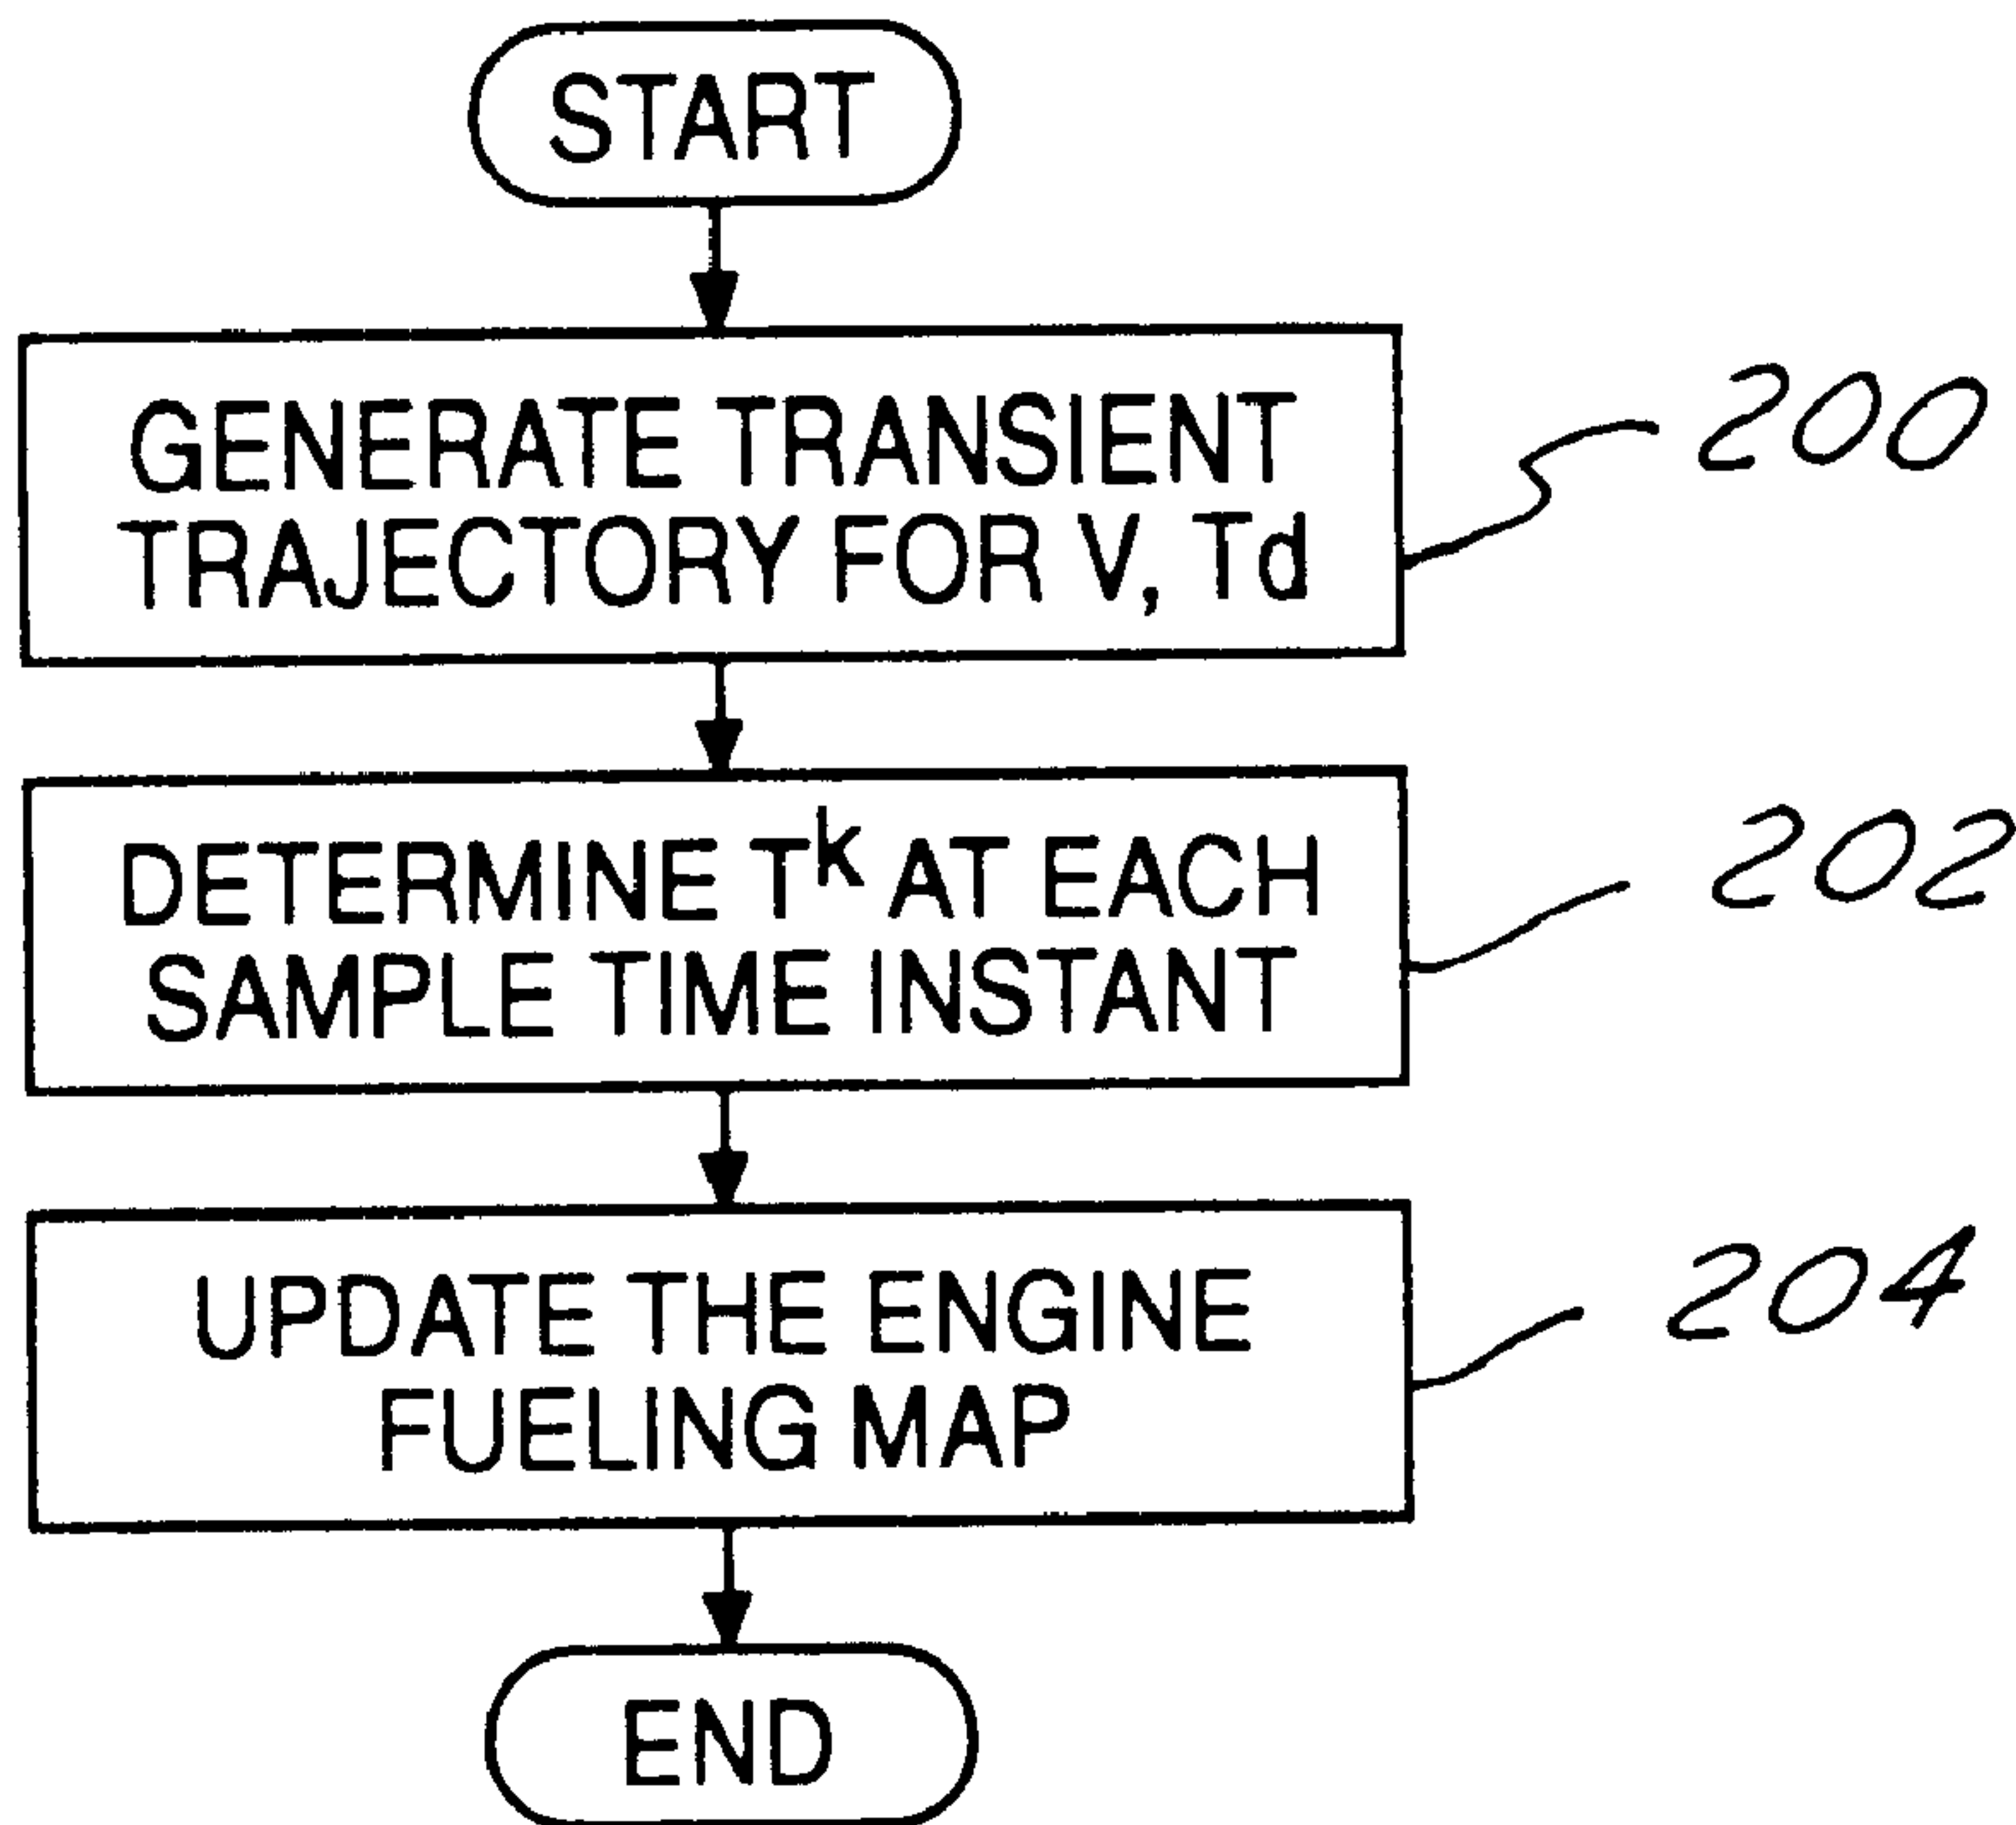 START
GENERATE TRANSIENT
TRAJECTORY FOR V, Td
200
DETERMINE T^k AT EACH
SAMPLE TIME INSTANT
202
UPDATE THE ENGINE
FUELING MAP
204
END